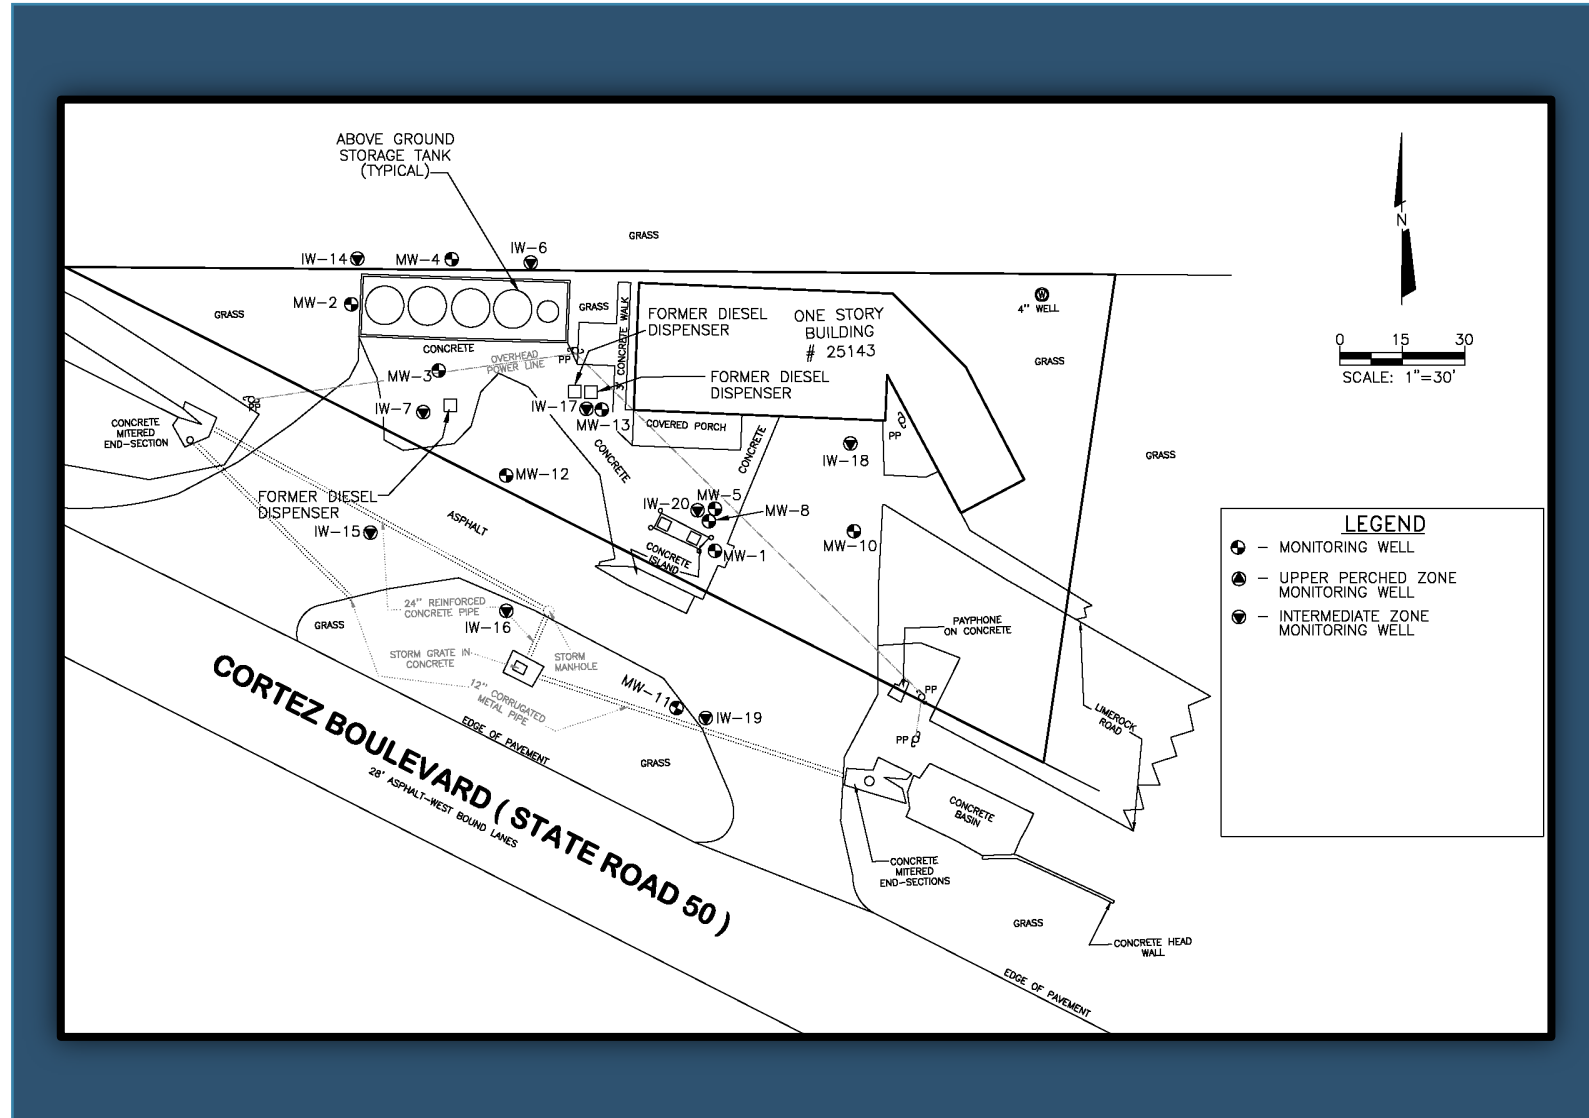 ABOVE GROUND
STORAGE TANK
(TYPICAL)
GRASS
IW-14
MW-4
IW-6
MW-2
GRASS
GRASS
3' CONCRETE WALK
FORMER DIESEL
DISPENSER
ONE STORY
BUILDING
# 25143
W
4" WELL
GRASS
N
0 15 30
SCALE: 1"=30'
CONCRETE
OVERHEAD
POWER LINE
PP
MW-3
FORMER DIESEL
DISPENSER
PP
IW-7
IW-17
MW-13
COVERED PORCH
PP
CONCRETE
MITERED
END-SECTION
CONCRETE
CONCRETE
IW-18
GRASS
MW-12
FORMER DIESEL
DISPENSER
IW-15
ASPHALT
IW-20
MW-5
MW-8
MW-1
CONCRETE
ISLAND
MW-10
LEGEND
- MONITORING WELL
- UPPER PERCHED ZONE
MONITORING WELL
- INTERMEDIATE ZONE
MONITORING WELL
24" REINFORCED
CONCRETE PIPE
IW-16
GRASS
STORM GRATE IN
CONCRETE
STORM
MANHOLE
12" CORRUGATED
METAL PIPE
MW-11
IW-19
PAYPHONE
ON CONCRETE
PP
PP
LIMEROCK
ROAD
CORTEZ BOULEVARD ( STATE ROAD 50 )
28' ASPHALT-WEST BOUND LANES
EDGE OF PAVEMENT
GRASS
CONCRETE
BASIN
CONCRETE
MITERED
END-SECTIONS
GRASS
CONCRETE HEAD
WALL
EDGE OF PAVEMENT